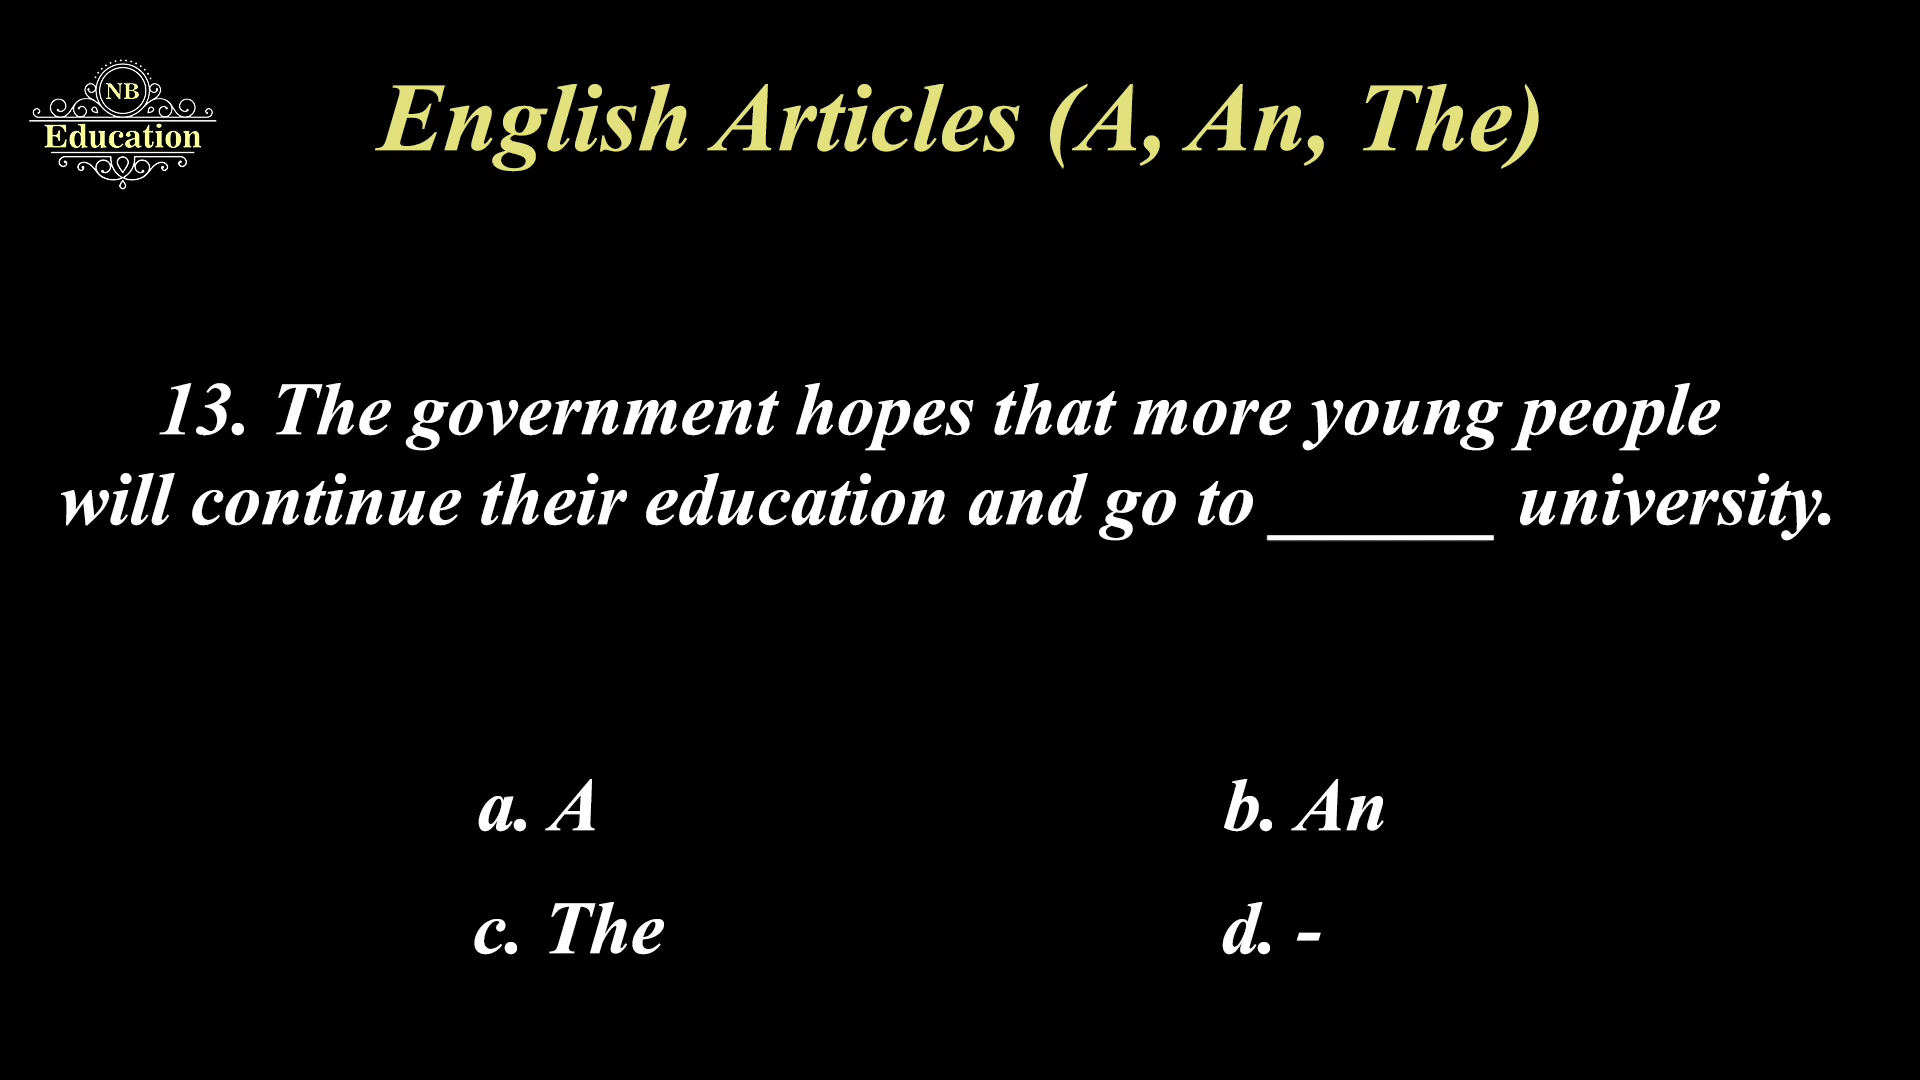 NB
Education
English Articles (A, An, The)
13. The government hopes that more young people
will continue their education and go to ______ university.
a. A
b. An
c. The
d. -